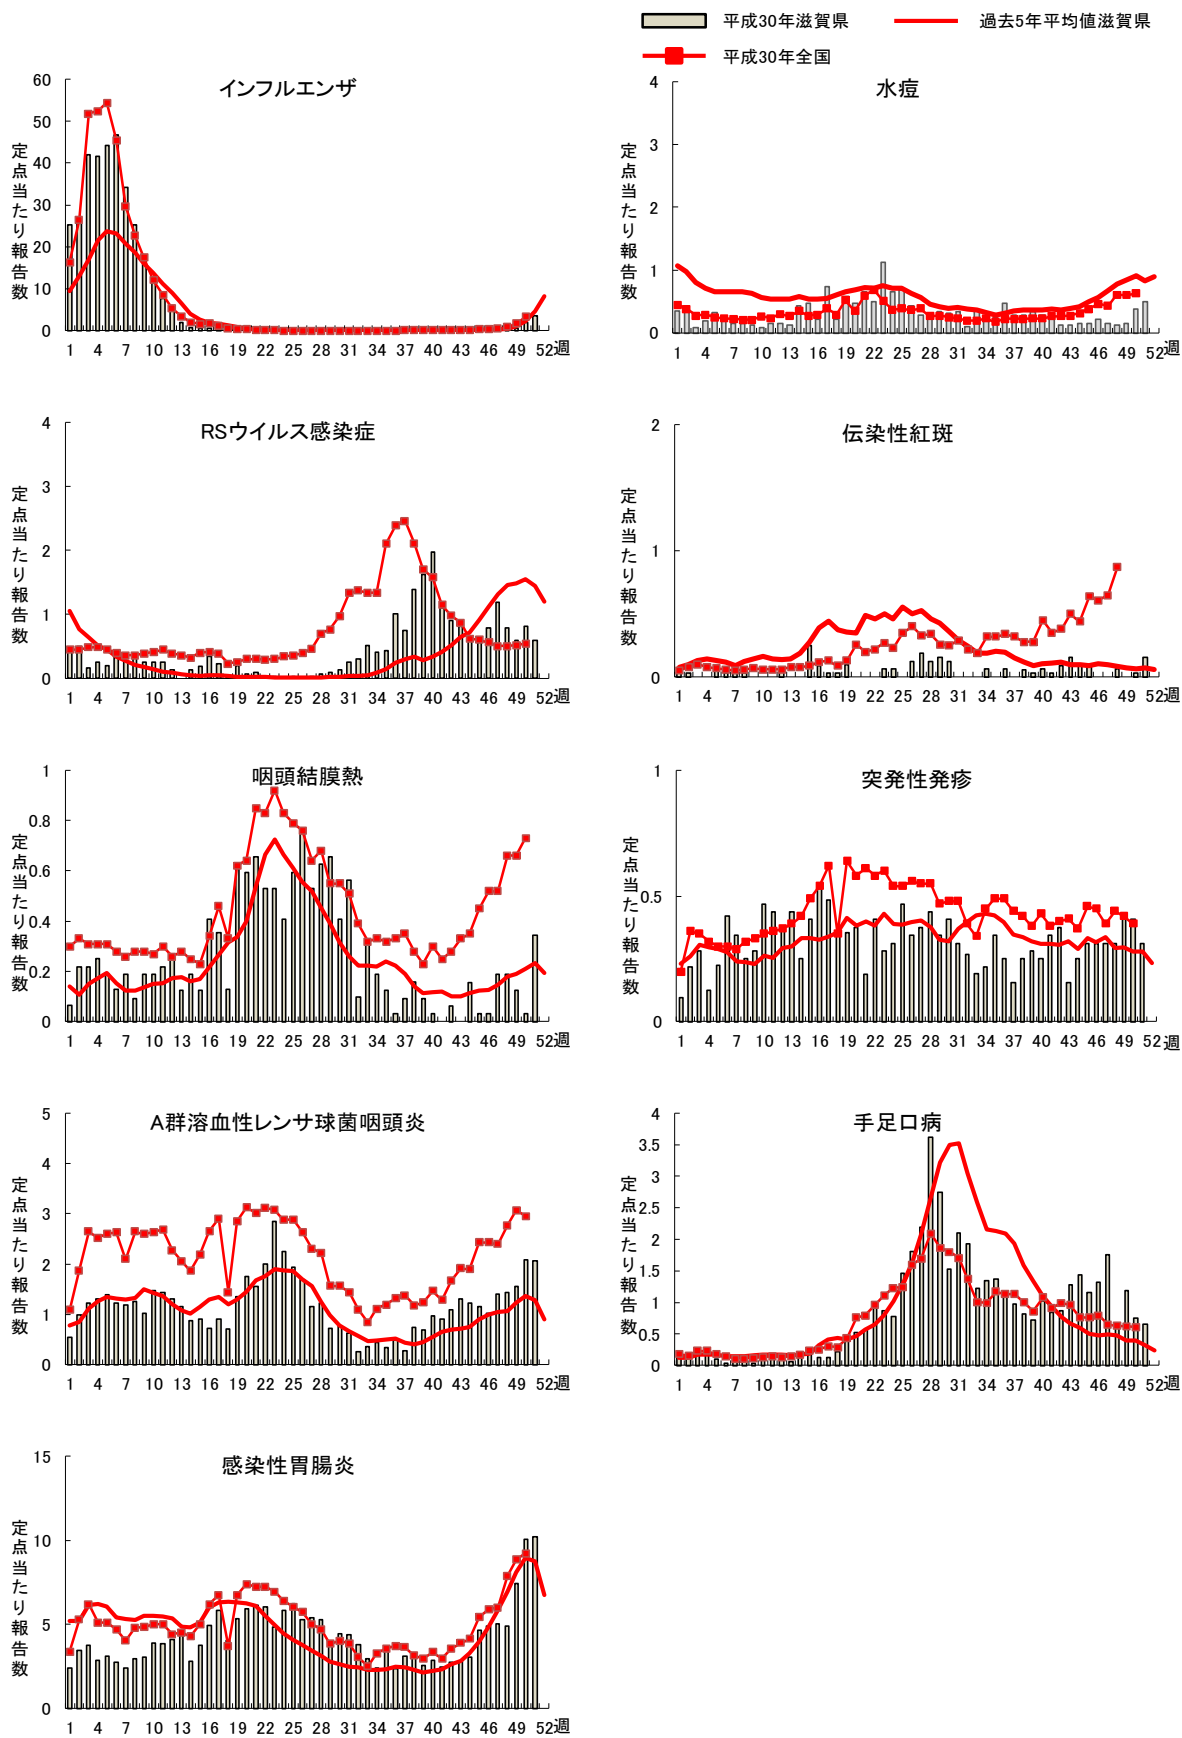 平成30年滋賀県
過去5年平均値滋賀県
平成30年全国
インフルエンザ
定点当たり報告数
60
50
40
30
20
10
0
1 4 7 10 13 16 19 22 25 28 31 34 37 40 43 46 49 52週
水痘
定点当たり報告数
4
3
2
1
0
1 4 7 10 13 16 19 22 25 28 31 34 37 40 43 46 49 52週
RSウイルス感染症
定点当たり報告数
4
3
2
1
0
1 4 7 10 13 16 19 22 25 28 31 34 37 40 43 46 49 52週
伝染性紅斑
定点当たり報告数
2
1
0
1 4 7 10 13 16 19 22 25 28 31 34 37 40 43 46 49 52週
咽頭結膜熱
定点当たり報告数
1
0.8
0.6
0.4
0.2
0
1 4 7 10 13 16 19 22 25 28 31 34 37 40 43 46 49 52週
突発性発疹
定点当たり報告数
1
0.5
0
1 4 7 10 13 16 19 22 25 28 31 34 37 40 43 46 49 52週
A群溶血性レンサ球菌咽頭炎
定点当たり報告数
5
4
3
2
1
0
1 4 7 10 13 16 19 22 25 28 31 34 37 40 43 46 49 52週
手足口病
定点当たり報告数
4
3.5
3
2.5
2
1.5
1
0.5
0
1 4 7 10 13 16 19 22 25 28 31 34 37 40 43 46 49 52週
感染性胃腸炎
定点当たり報告数
15
10
5
0
1 4 7 10 13 16 19 22 25 28 31 34 37 40 43 46 49 52週